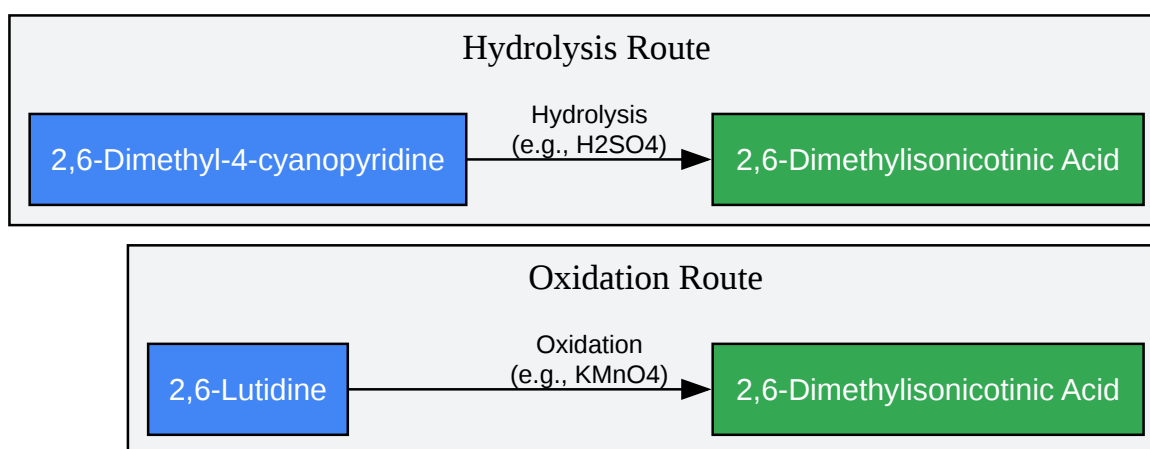 Hydrolysis Route
Hydrolysis
(e.g., H2SO4)
2,6-Dimethyl-4-cyanopyridine
2,6-Dimethylisonicotinic Acid
Oxidation Route
Oxidation
(e.g., KMnO4)
2,6-Lutidine
2,6-Dimethylisonicotinic Acid